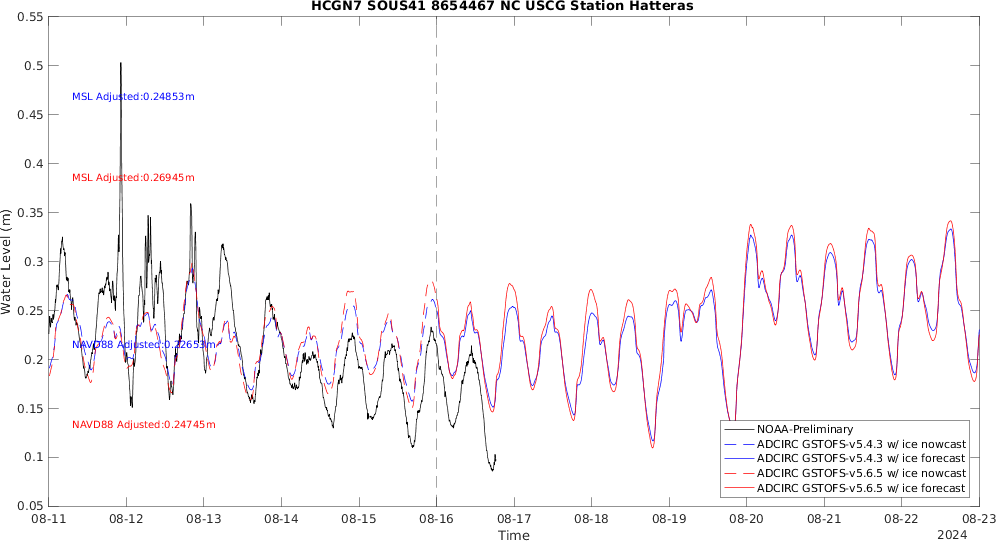 HCGN7 SOUS41 8654467 NC USCG Station Hatteras
Water Level (m)
0.55
0.5
0.45
0.4
0.35
0.3
0.25
0.2
0.15
0.1
0.05
MSL Adjusted:0.24853m
MSL Adjusted:0.26945m
NAVD88 Adjusted:0.22653m
NAVD88 Adjusted:0.24745m
NOAA-Preliminary
ADCIRC GSTOFS-v5.4.3 w/ ice nowcast
ADCIRC GSTOFS-v5.4.3 w/ ice forecast
ADCIRC GSTOFS-v5.6.5 w/ ice nowcast
ADCIRC GSTOFS-v5.6.5 w/ ice forecast
08-11 08-12 08-13 08-14 08-15 08-16 08-17 08-18 08-19 08-20 08-21 08-22 08-23
Time
2024